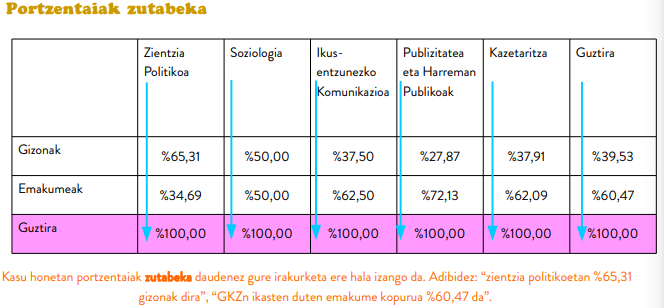 Portzentaiak zutabeka
Zientzia Politikoa | Soziologia | Ikus-entzunezko Komunikazioa | Publizitatea eta Harreman Publikoak | Kazetaritza | Guztira
Gizonak | %65,31 | %50,00 | %37,50 | %27,87 | %37,91 | %39,53
Emakumeak | %34,69 | %50,00 | %62,50 | %72,13 | %62,09 | %60,47
Guztira | %100,00 | %100,00 | %100,00 | %100,00 | %100,00 | %100,00
Kasu honetan portzentaiak zutabeka daudenez gure irakurketa ere hala izango da. Adibidez: “zientzia politikoetan %65,31
gizonak dira”, “GKZn ikasten duten emakume kopurua %60,47 da”.